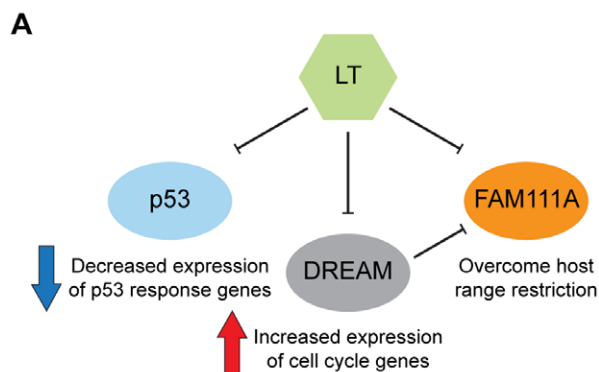 A
LT
p53
FAM111A
DREAM
Decreased expression
of p53 response genes
Overcome host
range restriction
Increased expression
of cell cycle genes